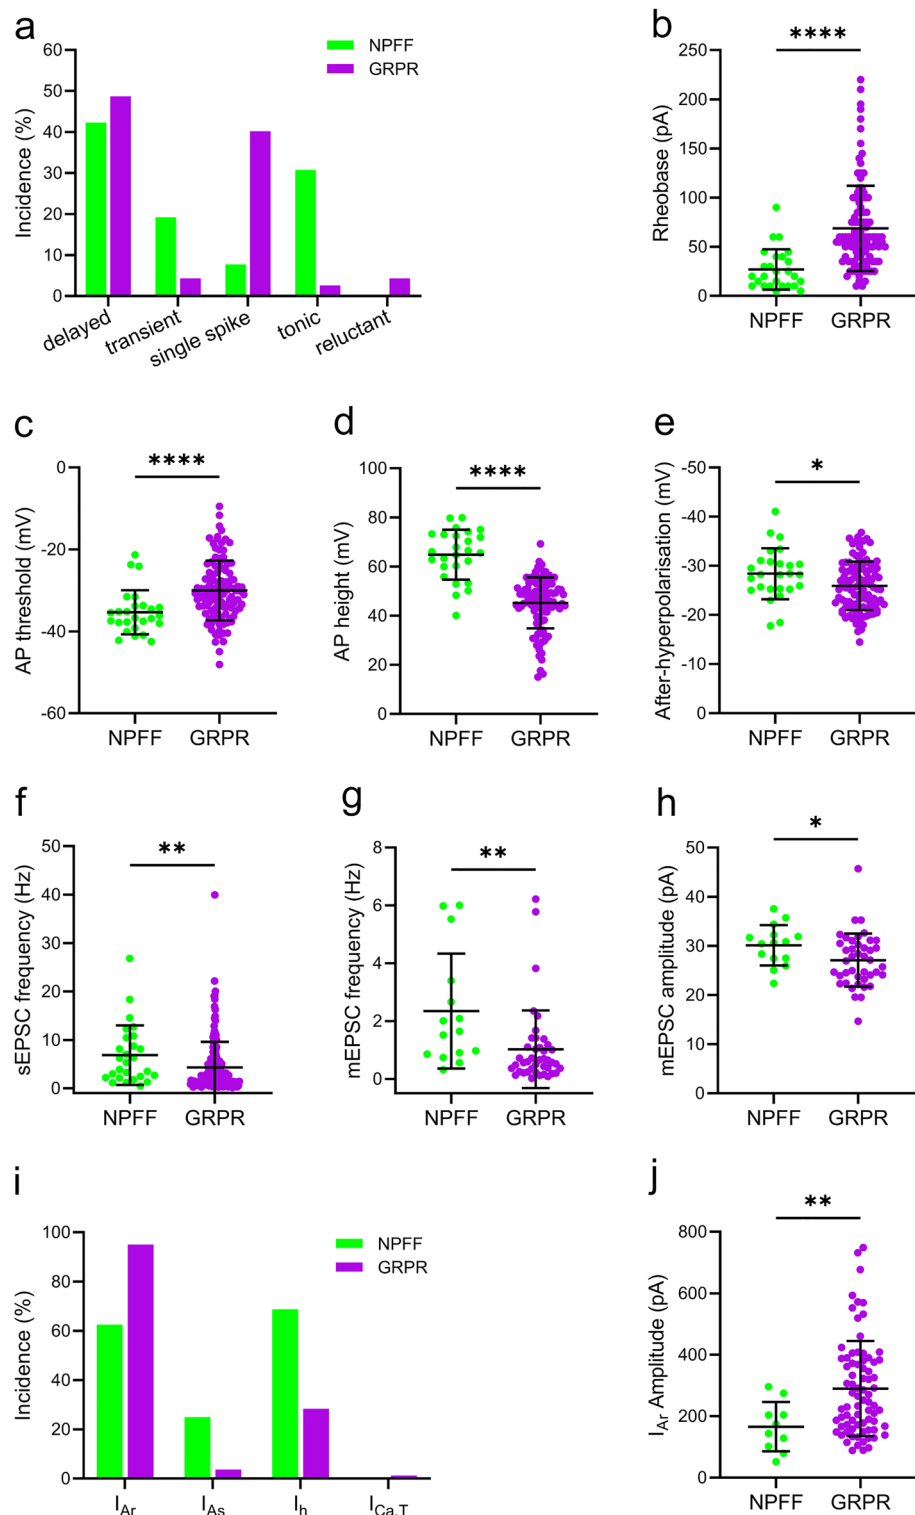 a
60
50
40
30
20
10
0
Incidence (%)
NPFF
GRPR
delayed
transient
single spike
tonic
reluctant
b
250
200
150
100
50
0
Rheobase (pA)
****
NPFF GRPR
c
0
-20
-40
-60
AP threshold (mV)
****
NPFF GRPR
d
100
80
60
40
20
0
AP height (mV)
****
NPFF GRPR
e
-50
-40
-30
-20
-10
0
After-hyperpolarisation (mV)
*
NPFF GRPR
f
50
40
30
20
10
0
sEPSC frequency (Hz)
**
NPFF GRPR
g
8
6
4
2
0
mEPSC frequency (Hz)
**
NPFF GRPR
h
50
40
30
20
10
0
mEPSC amplitude (pA)
*
NPFF GRPR
i
100
80
60
40
20
0
Incidence (%)
NPFF
GRPR
IAr IAs Ih ICa,T
j
800
600
400
200
0
IAr Amplitude (pA)
**
NPFF GRPR